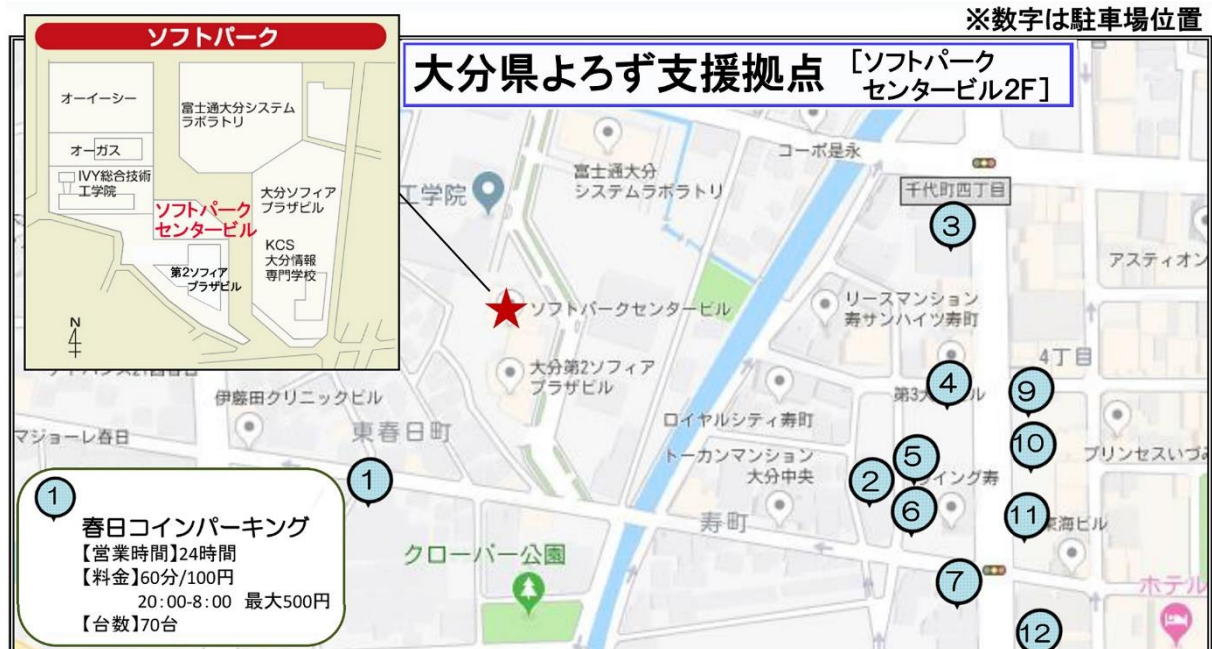 ※数字は駐車場位置
ソフトパーク
オーイーシー
富士通大分システム
ラボラトリ
オーガス
IVY総合技術
工学院
大分ソフィア
プラザビル
ソフトパーク
センタービル
KCS
大分情報
専門学校
第2ソフィア
プラザビル
N
大分県よろず支援拠点
[ソフトパーク
センタービル2F]
コーポ是永
富士通大分
システムラボラトリ
工学院
千代町四丁目
3
アスティオン
ソフトパークセンタービル
リースマンション
寿サンハイツ寿町
大分第2ソフィア
プラザビル
4丁目
4
9
伊藤田クリニックビル
ロイヤルシティ寿町
東春日町
マジョーレ春日
トーカンマンション
大分中央
5
10
プリンセスいづみ
1
2
ウイング寿
6
寿町
11
東海ビル
クローバー公園
7
ホテル
12
1
春日コインパーキング
【営業時間】24時間
【料金】60分/100円
20:00-8:00 最大500円
【台数】70台